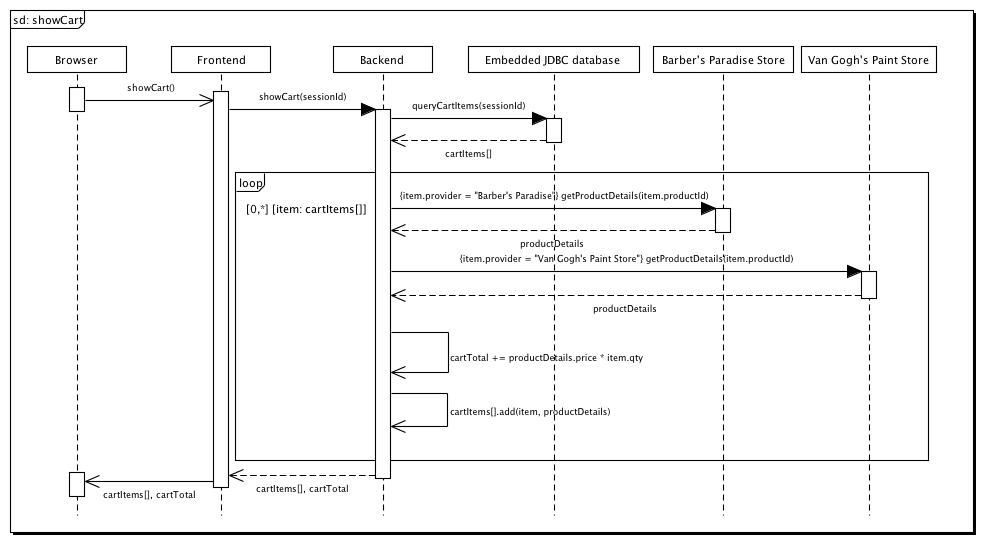 sd: showCart
Browser
Frontend
Backend
Embedded JDBC database
Barber's Paradise Store
Van Gogh's Paint Store
showCart()
showCart(sessionId)
queryCartItems(sessionId)
cartItems[]
loop
[0,*] [item: cartItems[]]
{item.provider = "Barber's Paradise"} getProductDetails(item.productId)
productDetails
{item.provider = "Van Gogh's Paint Store"} getProductDetails(item.productId)
productDetails
cartTotal += productDetails.price * item.qty
cartItems[].add(item, productDetails)
cartItems[], cartTotal
cartItems[], cartTotal